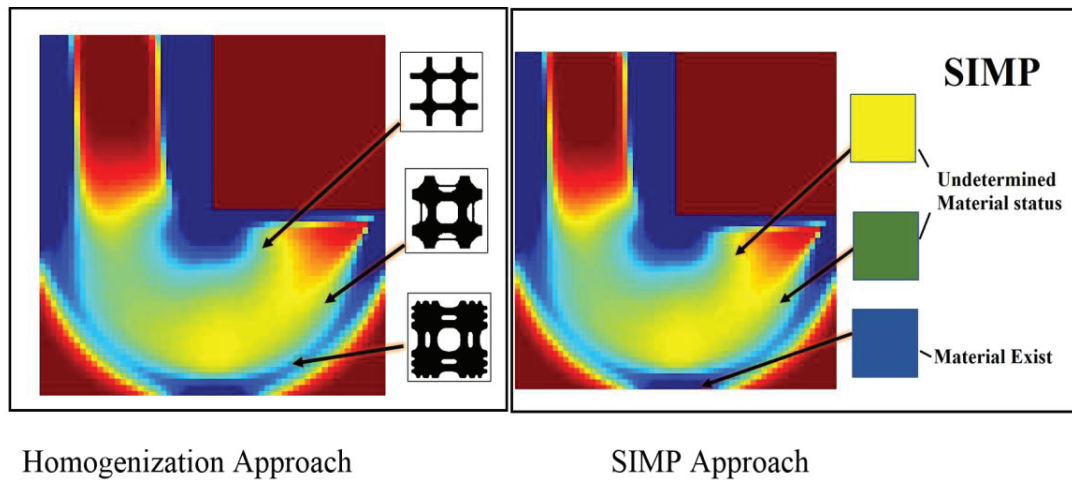 SIMP
Undetermined
Material status
Material Exist
Homogenization Approach
SIMP Approach